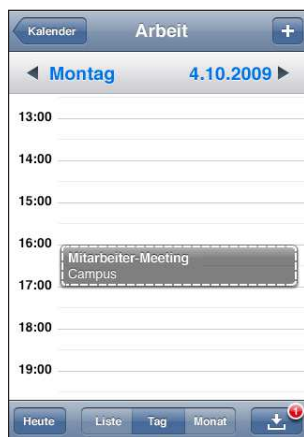 Kalender Arbeit +
Montag 4.10.2009
13:00
14:00
15:00
16:00
Mitarbeiter-Meeting
Campus
17:00
18:00
19:00
Heute Liste Tag Monat 1